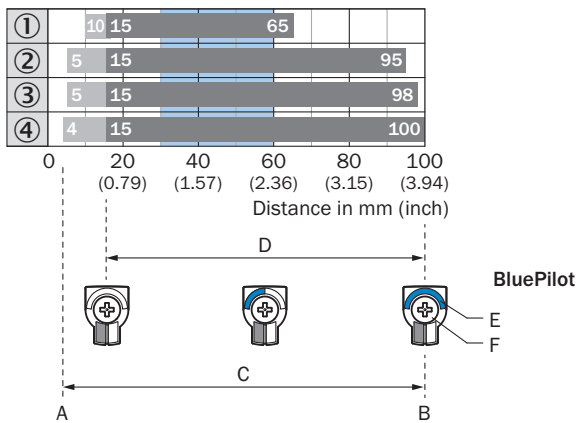 ① 10 15 65
② 5 15 95
③ 5 15 98
④ 4 15 100
0 20 40 60 80 100
(0.79) (1.57) (2.36) (3.15) (3.94)
Distance in mm (inch)
D
BluePilot
E
F
C
A B